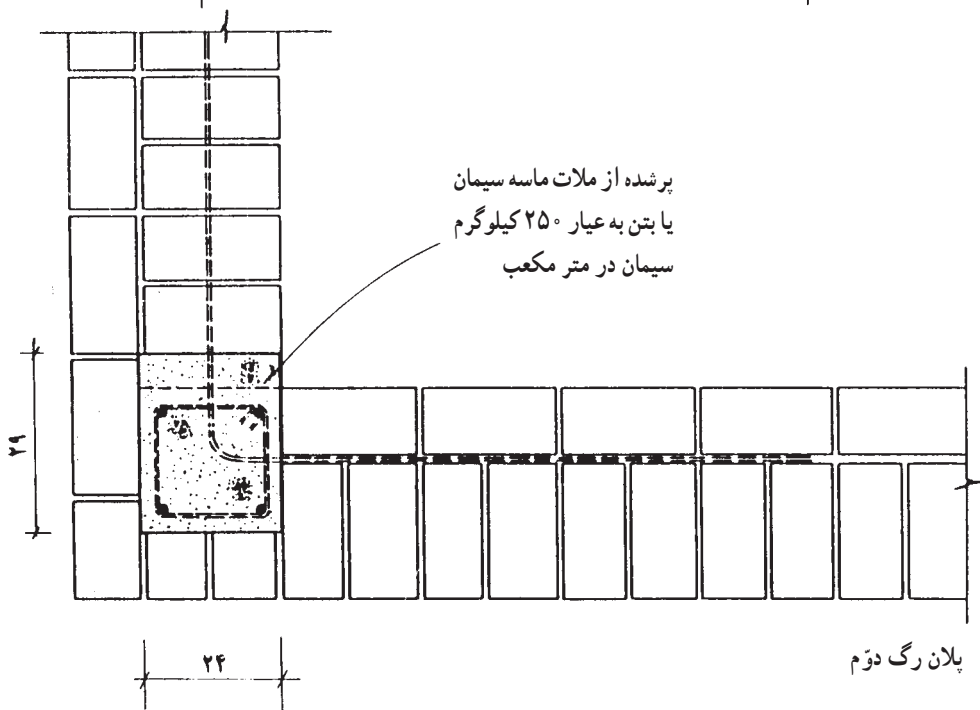 پرشده از ملات ماسه سیمان
یا بتن به عیار ۲۵۰ کیلوگرم
سیمان در متر مکعب
۲۹
۲۴
پلان رگ دوّم